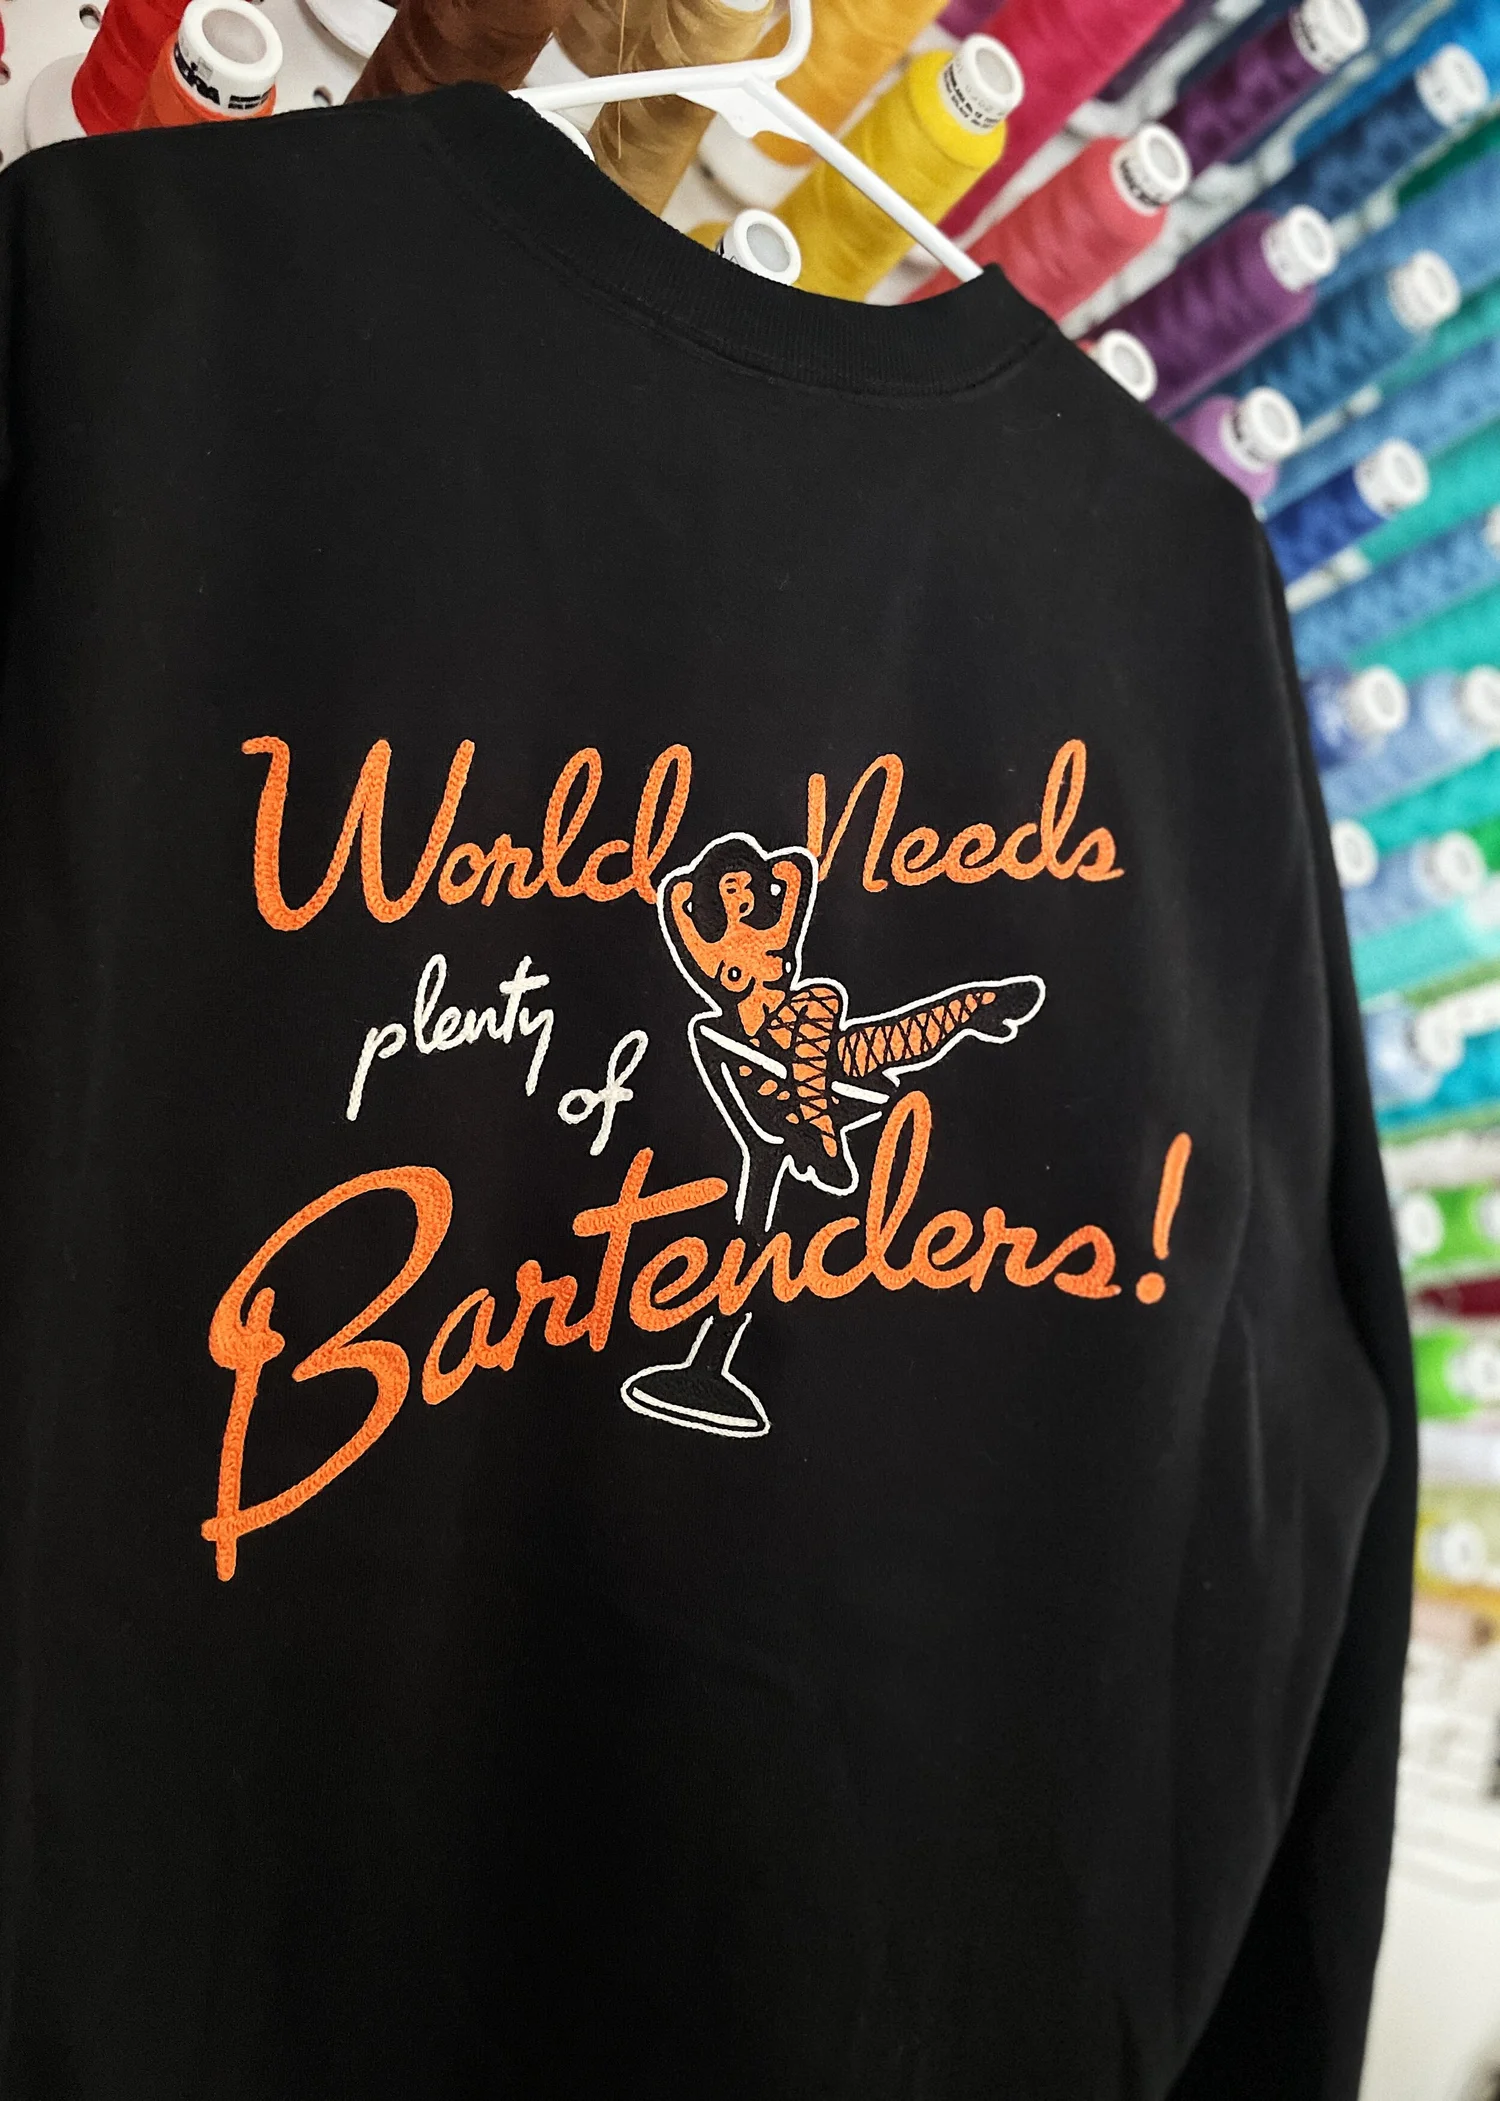 World Needs
plenty
of
Bartenders!